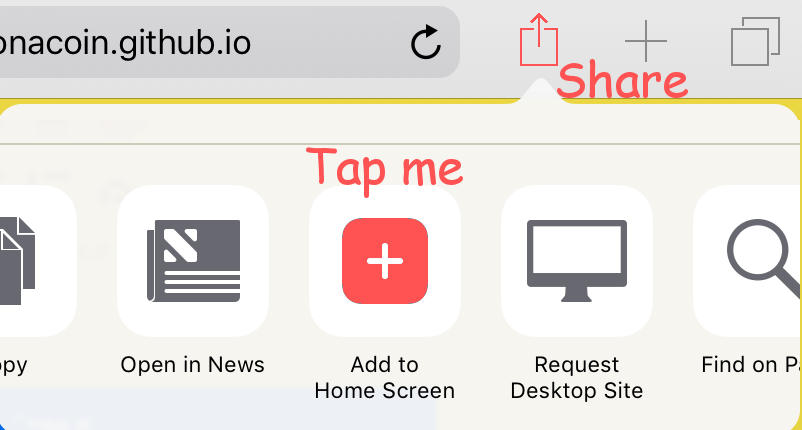 onacoin.github.io
Share
Tap me
opy
Open in News
Add to
Home Screen
Request
Desktop Site
Find on Pa